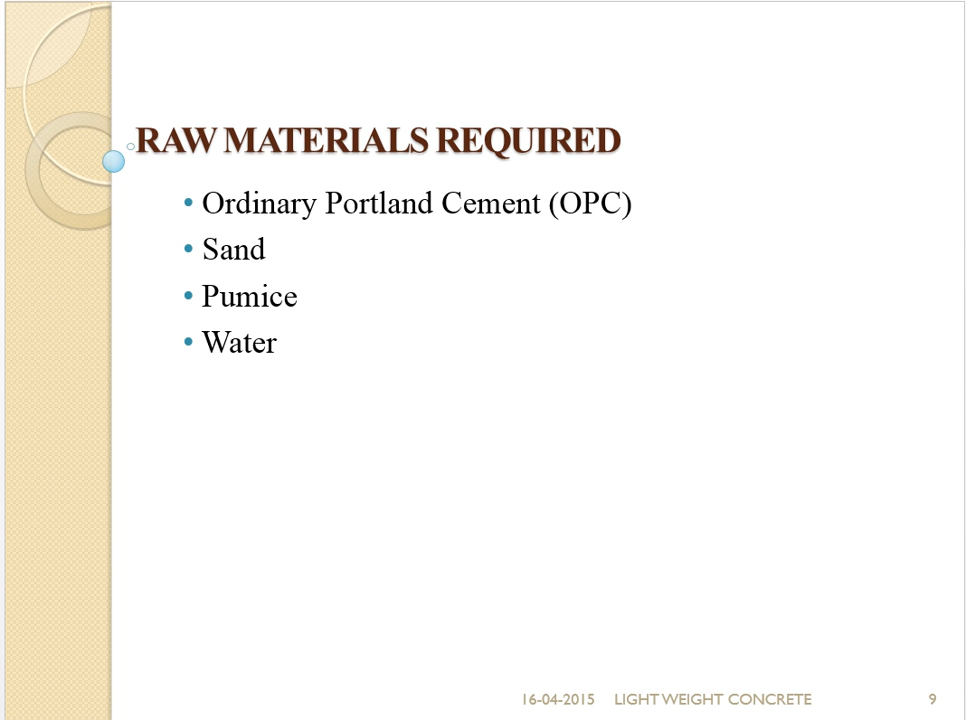 RAW MATERIALS REQUIRED
• Ordinary Portland Cement (OPC)
• Sand
• Pumice
• Water
16-04-2015 LIGHT WEIGHT CONCRETE 9